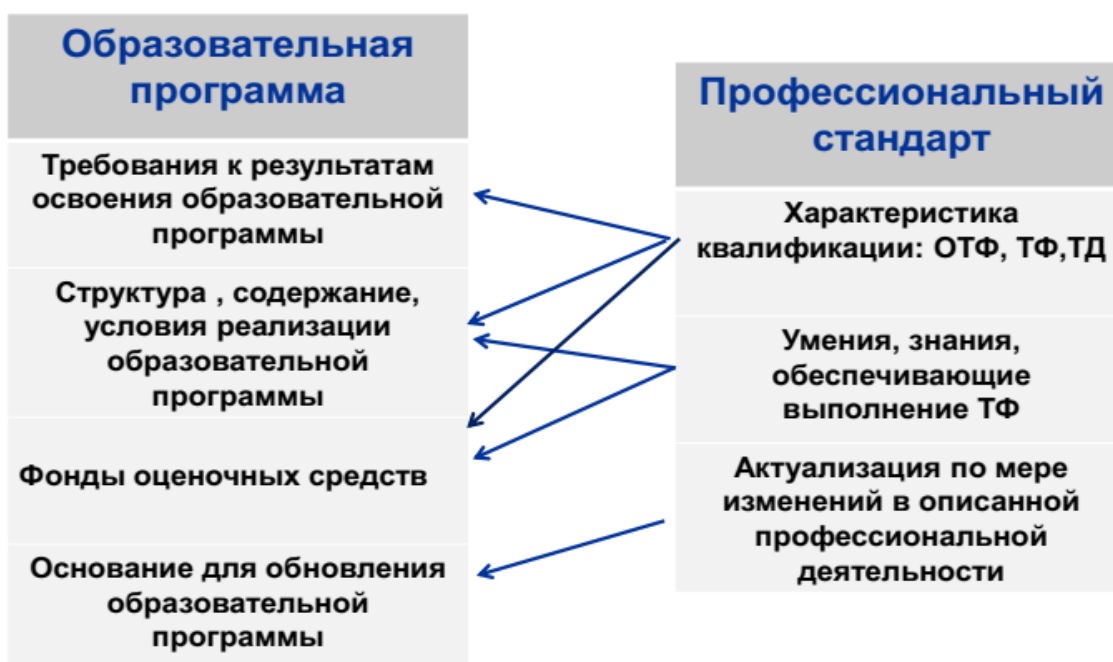 Образовательная
программа
Требования к результатам
освоения образовательной
программы
Структура , содержание,
условия реализации
образовательной
программы
Фонды оценочных средств
Основание для обновления
образовательной
программы
Профессиональный
стандарт
Характеристика
квалификации: ОТФ, ТФ,ТД
Умения, знания,
обеспечивающие
выполнение ТФ
Актуализация по мере
изменений в описанной
профессиональной
деятельности